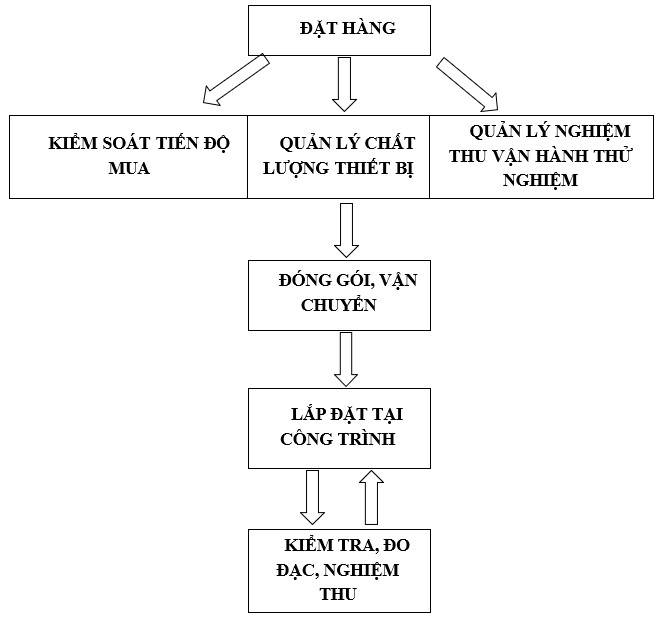 ĐẶT HÀNG
KIỂM SOÁT TIẾN ĐỘ
MUA
QUẢN LÝ CHẤT
LƯỢNG THIẾT BỊ
QUẢN LÝ NGHIỆM
THU VẬN HÀNH THỬ
NGHIỆM
ĐÓNG GÓI, VẬN
CHUYỂN
LẮP ĐẶT TẠI
CÔNG TRÌNH
KIỂM TRA, ĐO
ĐẠC, NGHIỆM
THU